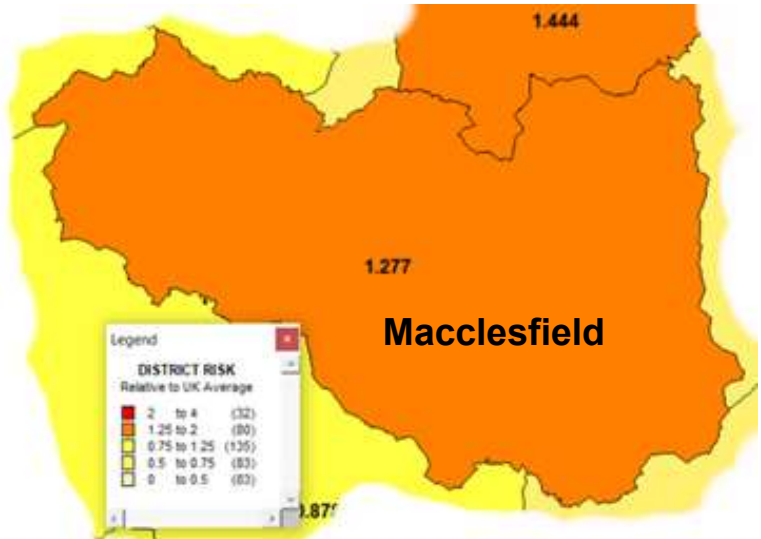 1.444
1.277
Macclesfield
Legend
DISTRICT RISK
Relative to UK Average
2 to 4 (32)
1.25 to 2 (80)
0.75 to 1.25 (135)
0.5 to 0.75 (83)
0 to 0.5 (83)